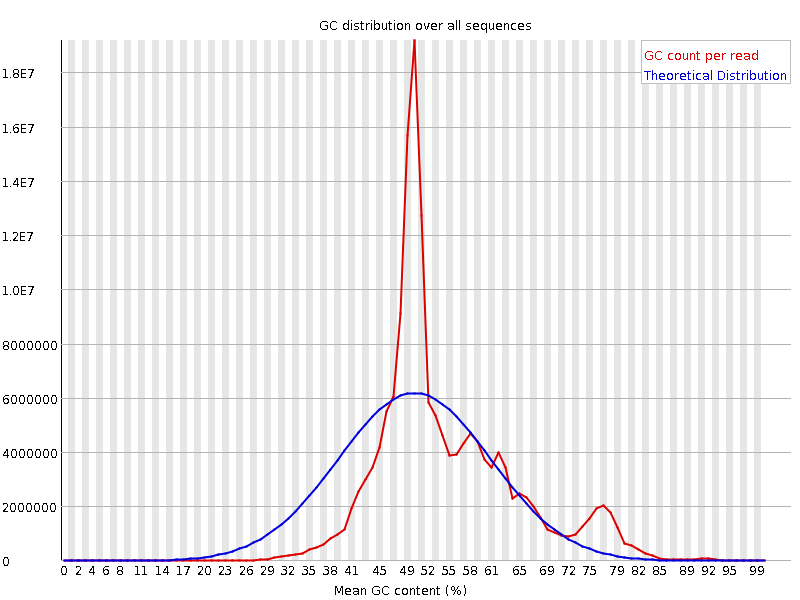 GC distribution over all sequences
GC count per read
Theoretical Distribution
1.8E7
1.6E7
1.4E7
1.2E7
1.0E7
8000000
6000000
4000000
2000000
0
0 2 4 6 8 11 14 17 20 23 26 29 32 35 38 41 45 49 52 55 58 61 65 69 72 75 79 82 85 89 92 95 99
Mean GC content (%)